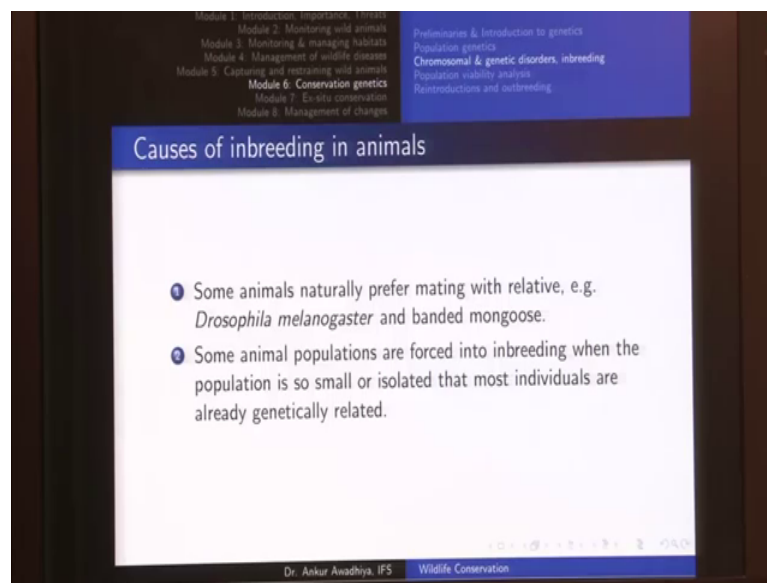 Module 1: Introduction, Importance, Threats
Module 2: Monitoring wild animals
Module 3: Monitoring & managing habitats
Module 4: Management of wildlife diseases
Module 5: Capturing and restraining wild animals
Module 6: Conservation genetics
Module 7: Ex-situ conservation
Module 8: Management of changes
Preliminaries & Introduction to genetics
Population genetics
Chromosomal & genetic disorders, inbreeding
Population viability analysis
Reintroductions and outbreeding
Causes of inbreeding in animals
1 Some animals naturally prefer mating with relative, e.g.
Drosophila melanogaster and banded mongoose.
2 Some animal populations are forced into inbreeding when the
population is so small or isolated that most individuals are
already genetically related.
Dr. Ankur Awadhiya, IFS Wildlife Conservation